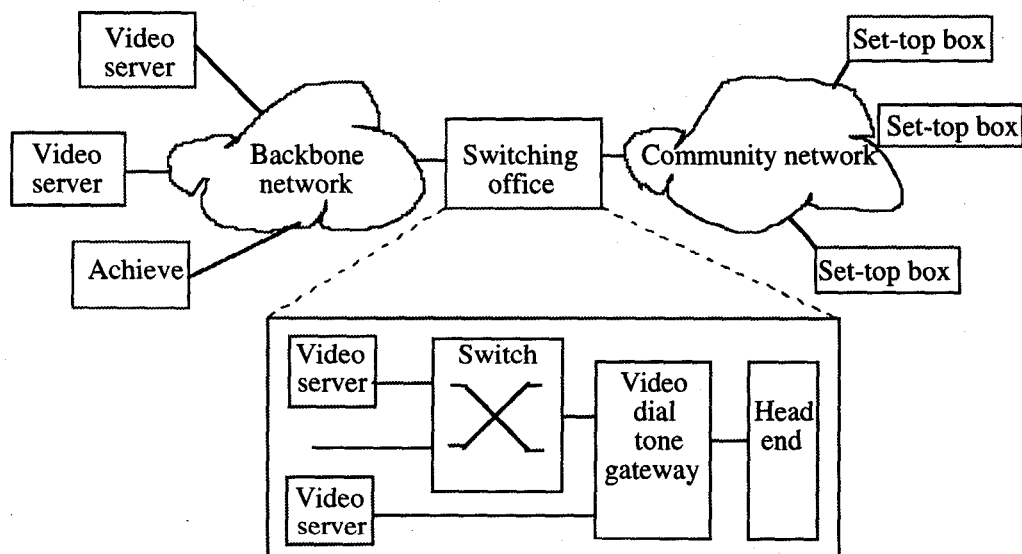 Video
server
Set-top box
Video
server
Backbone
network
Switching
office
Community network
Set-top box
Achieve
Set-top box
Video
server
Switch
Video
dial
tone
gateway
Head
end
Video
server